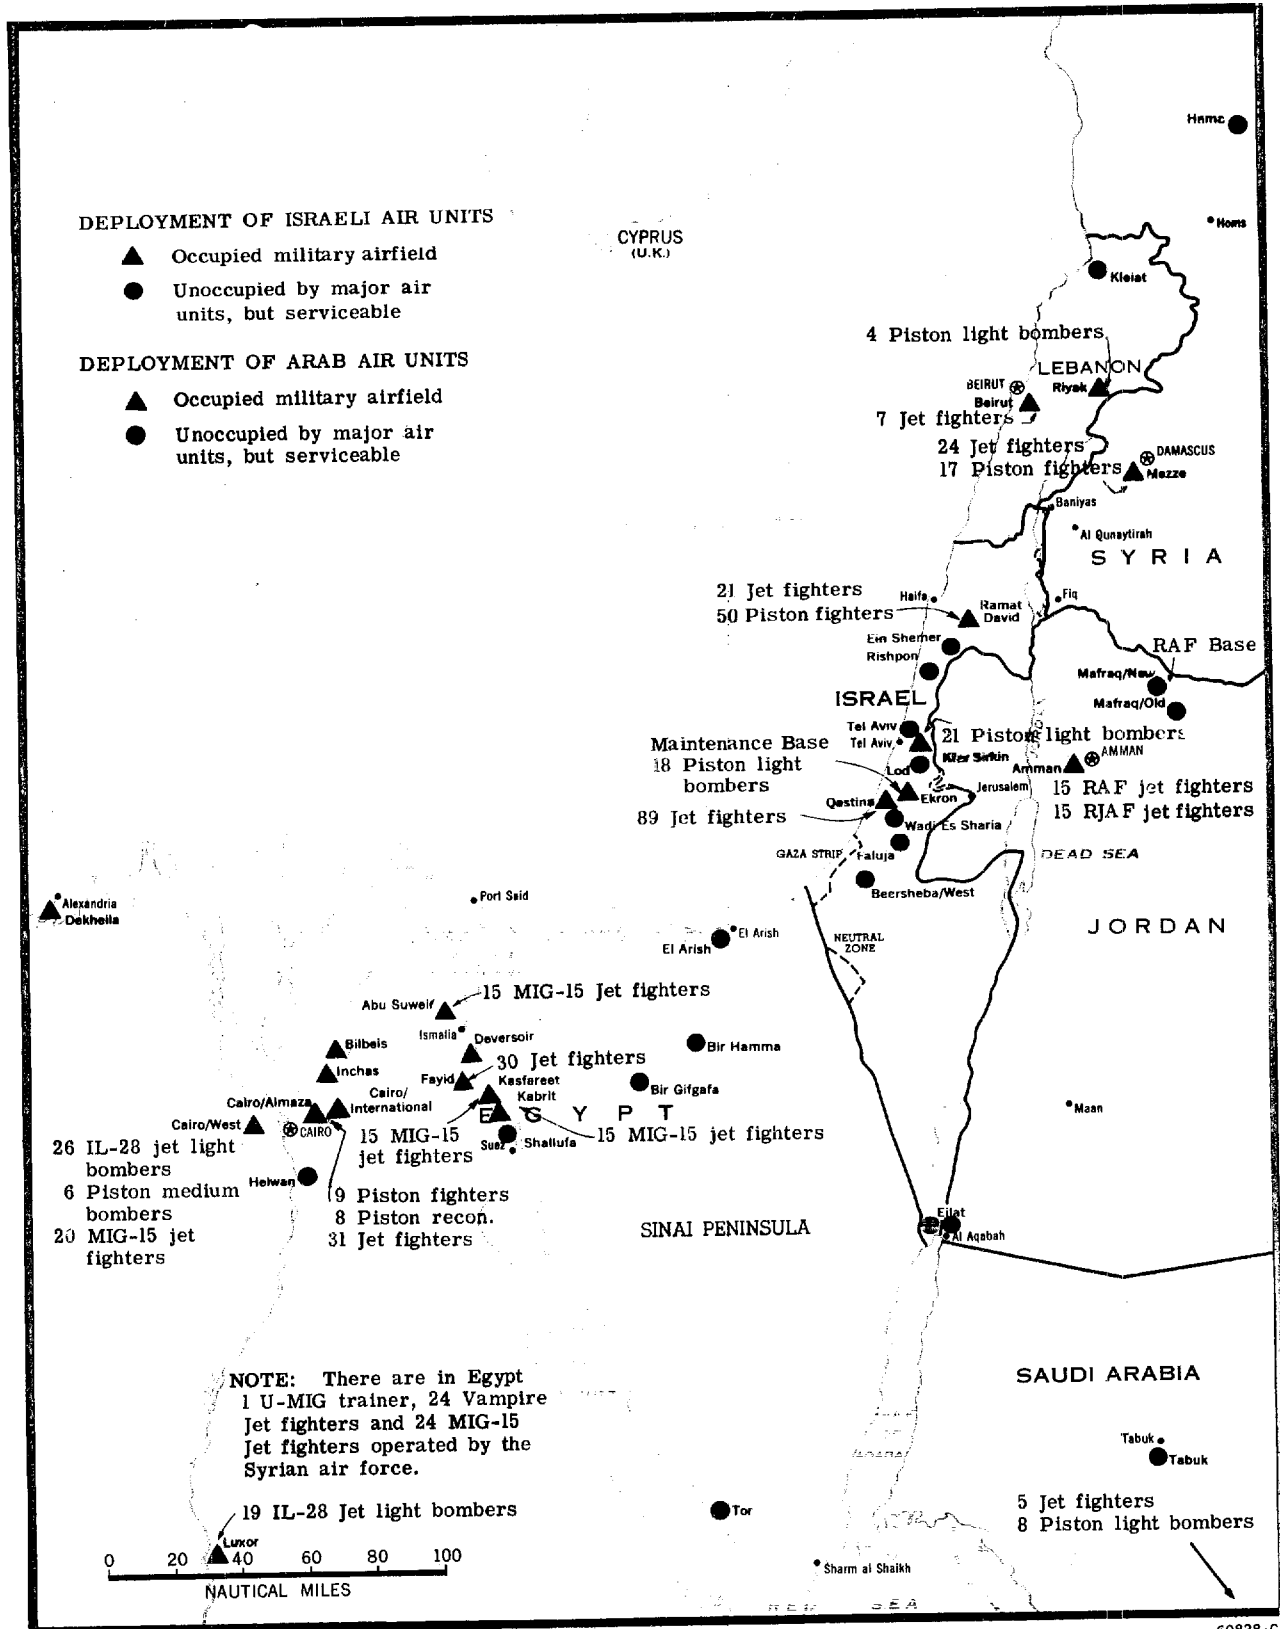 Hama
DEPLOYMENT OF ISRAELI AIR UNITS
Occupied military airfield
Unoccupied by major air
units, but serviceable
DEPLOYMENT OF ARAB AIR UNITS
Occupied military airfield
Unoccupied by major air
units, but serviceable
CYPRUS
(U.K.)
Homs
Kleiat
4 Piston light bombers
LEBANON
BEIRUT
Riyak
Beirut
7 Jet fighters
24 Jet fighters
17 Piston fighters
DAMASCUS
Mezze
Baniyas
Al Qunaytirah
SYRIA
21 Jet fighters
50 Piston fighters
Haifa
Ramat
David
Fiq
Ein Shemer
Rishpon
RAF Base
Mafraq/New
Mafraq/Old
ISRAEL
Tel Aviv
Tel Aviv
21 Piston light bombers
Kfar Sirkin
AMMAN
Amman
Maintenance Base
18 Piston light
bombers
Lod
Ekron
Jerusalem
15 RAF jet fighters
15 RJAF jet fighters
Qastina
89 Jet fighters
Wadi Es Sharia
GAZA STRIP
Faluja
DEAD SEA
Beersheba/West
JORDAN
Alexandria
Dekheila
Port Said
El Arish
El Arish
NEUTRAL
ZONE
15 MIG-15 Jet fighters
Abu Sueir
Ismalia
Deversoir
Bilbeis
Inchas
30 Jet fighters
Fayid
Kasfareet
Kabrit
Bir Hamma
Bir Gifgafa
Cairo/
International
Cairo/Almaza
Cairo/West
CAIRO
EGYPT
15 MIG-15
jet fighters
15 MIG-15 jet fighters
Suez
Shallufa
Maan
26 IL-28 jet light
bombers
6 Piston medium
bombers
20 MIG-15 jet
fighters
Helwan
9 Piston fighters
8 Piston recon.
31 Jet fighters
SINAI PENINSULA
Eilat
Al Aqabah
NOTE: There are in Egypt
1 U-MIG trainer, 24 Vampire
Jet fighters and 24 MIG-15
Jet fighters operated by the
Syrian air force.
SAUDI ARABIA
Tabuk
Tabuk
19 IL-28 Jet light bombers
Luxor
Tor
5 Jet fighters
8 Piston light bombers
0 20 40 60 80 100
NAUTICAL MILES
Sharm al Shaikh
RED SEA